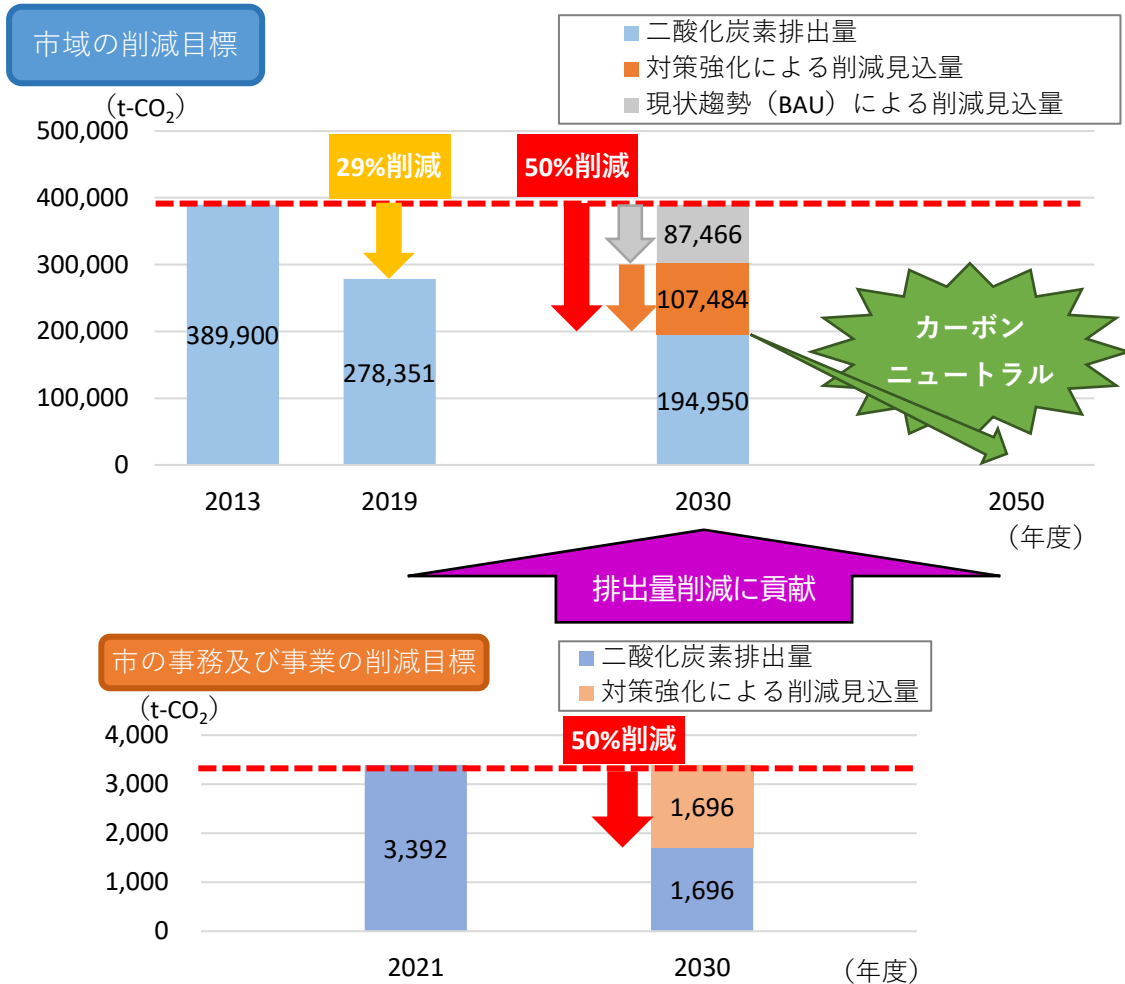 市域の削減目標
二酸化炭素排出量
対策強化による削減見込量
現状趨勢（BAU）による削減見込量
（t-CO₂）
500,000
400,000
300,000
200,000
100,000
0
29%削減
50%削減
389,900
278,351
87,466
107,484
194,950
カーボン
ニュートラル
2013
2019
2030
2050
（年度）
排出量削減に貢献
市の事務及び事業の削減目標
二酸化炭素排出量
対策強化による削減見込量
（t-CO₂）
4,000
3,000
2,000
1,000
0
50%削減
3,392
1,696
1,696
2021
2030
（年度）